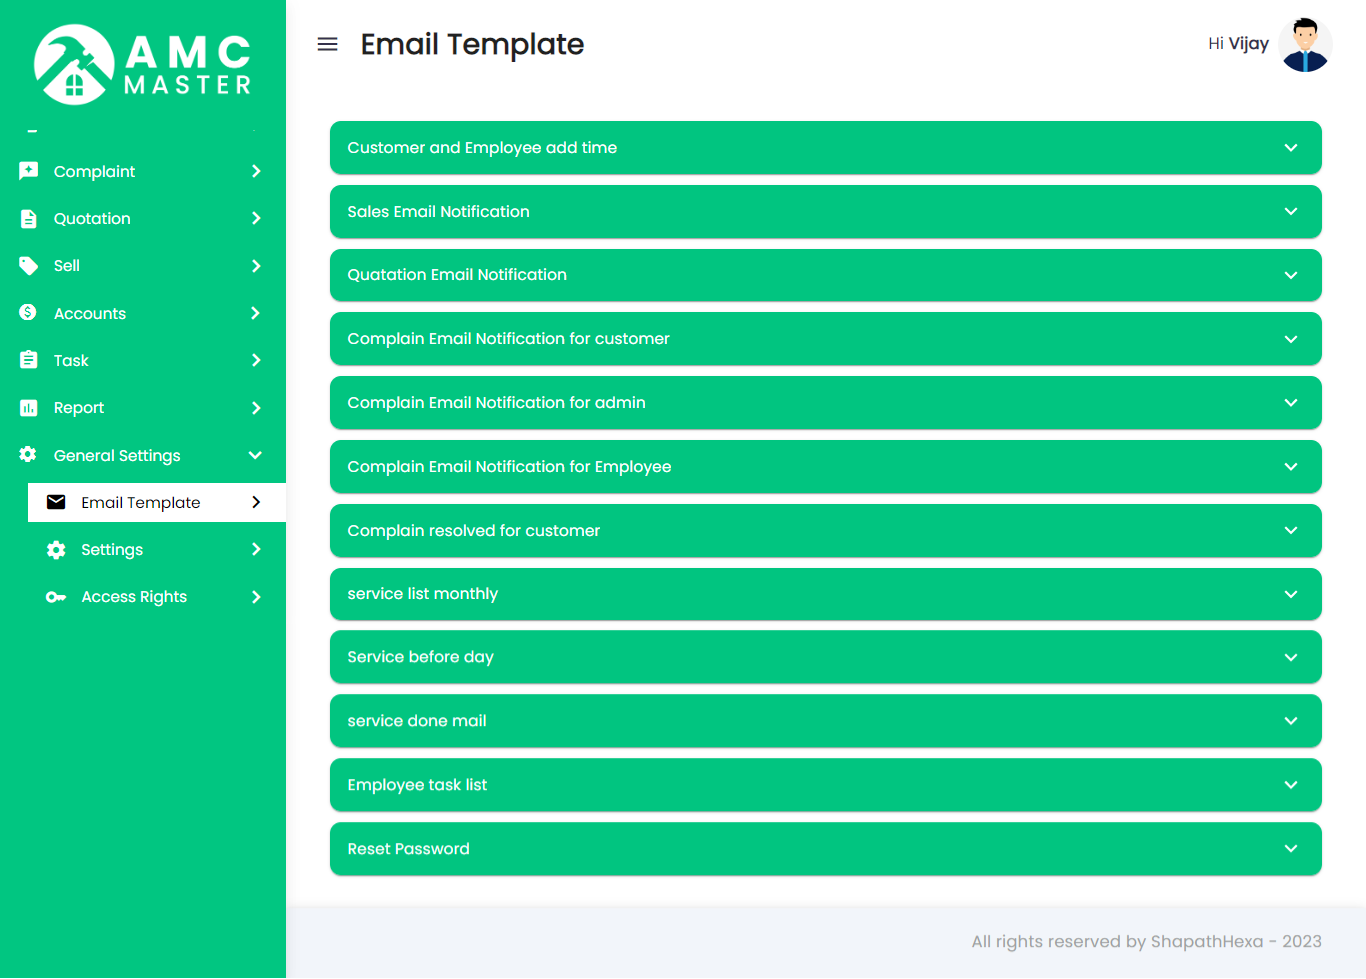 AMC
MASTER
Complaint
Quotation
Sell
Accounts
Task
Report
General Settings
Email Template
Settings
Access Rights
Email Template
Hi Vijay
Customer and Employee add time
Sales Email Notification
Quatation Email Notification
Complain Email Notification for customer
Complain Email Notification for admin
Complain Email Notification for Employee
Complain resolved for customer
service list monthly
Service before day
service done mail
Employee task list
Reset Password
All rights reserved by ShapathHexa - 2023